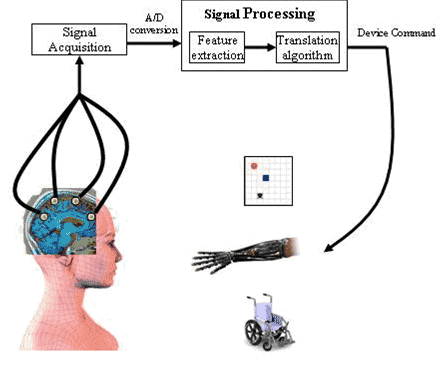 Signal
Acquisition
A/D
conversion
Signal Processing
Feature
extraction
Translation
algorithm
Device Command